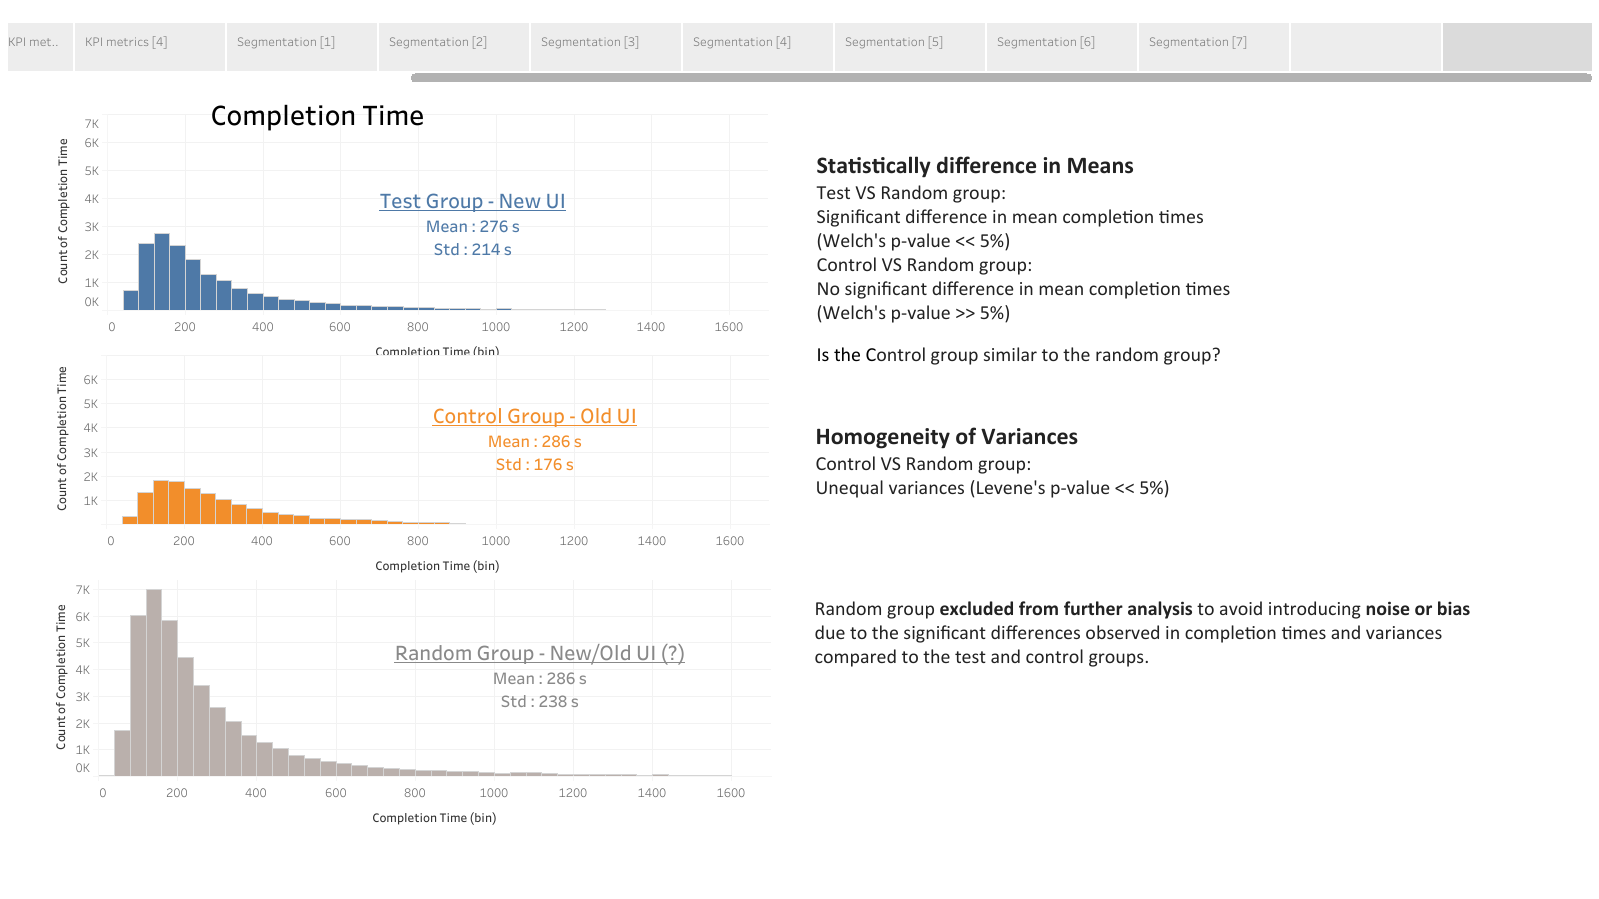 KPI met..
KPI metrics [4]
Segmentation [1]
Segmentation [2]
Segmentation [3]
Segmentation [4]
Segmentation [5]
Segmentation [6]
Segmentation [7]
Completion Time
Count of Completion Time
7K
6K
5K
4K
3K
2K
1K
0K
Test Group - New UI
Mean : 276 s
Std : 214 s
0 200 400 600 800 1000 1200 1400 1600
Completion Time (bin)
Count of Completion Time
6K
5K
4K
3K
2K
1K
Control Group - Old UI
Mean : 286 s
Std : 176 s
0 200 400 600 800 1000 1200 1400 1600
Completion Time (bin)
Count of Completion Time
7K
6K
5K
4K
3K
2K
1K
0K
Random Group - New/Old UI (?)
Mean : 286 s
Std : 238 s
0 200 400 600 800 1000 1200 1400 1600
Completion Time (bin)
Statistically difference in Means
Test VS Random group:
Significant difference in mean completion times
(Welch's p-value << 5%)
Control VS Random group:
No significant difference in mean completion times
(Welch's p-value >> 5%)
Is the Control group similar to the random group?
Homogeneity of Variances
Control VS Random group:
Unequal variances (Levene's p-value << 5%)
Random group excluded from further analysis to avoid introducing noise or bias
due to the significant differences observed in completion times and variances
compared to the test and control groups.